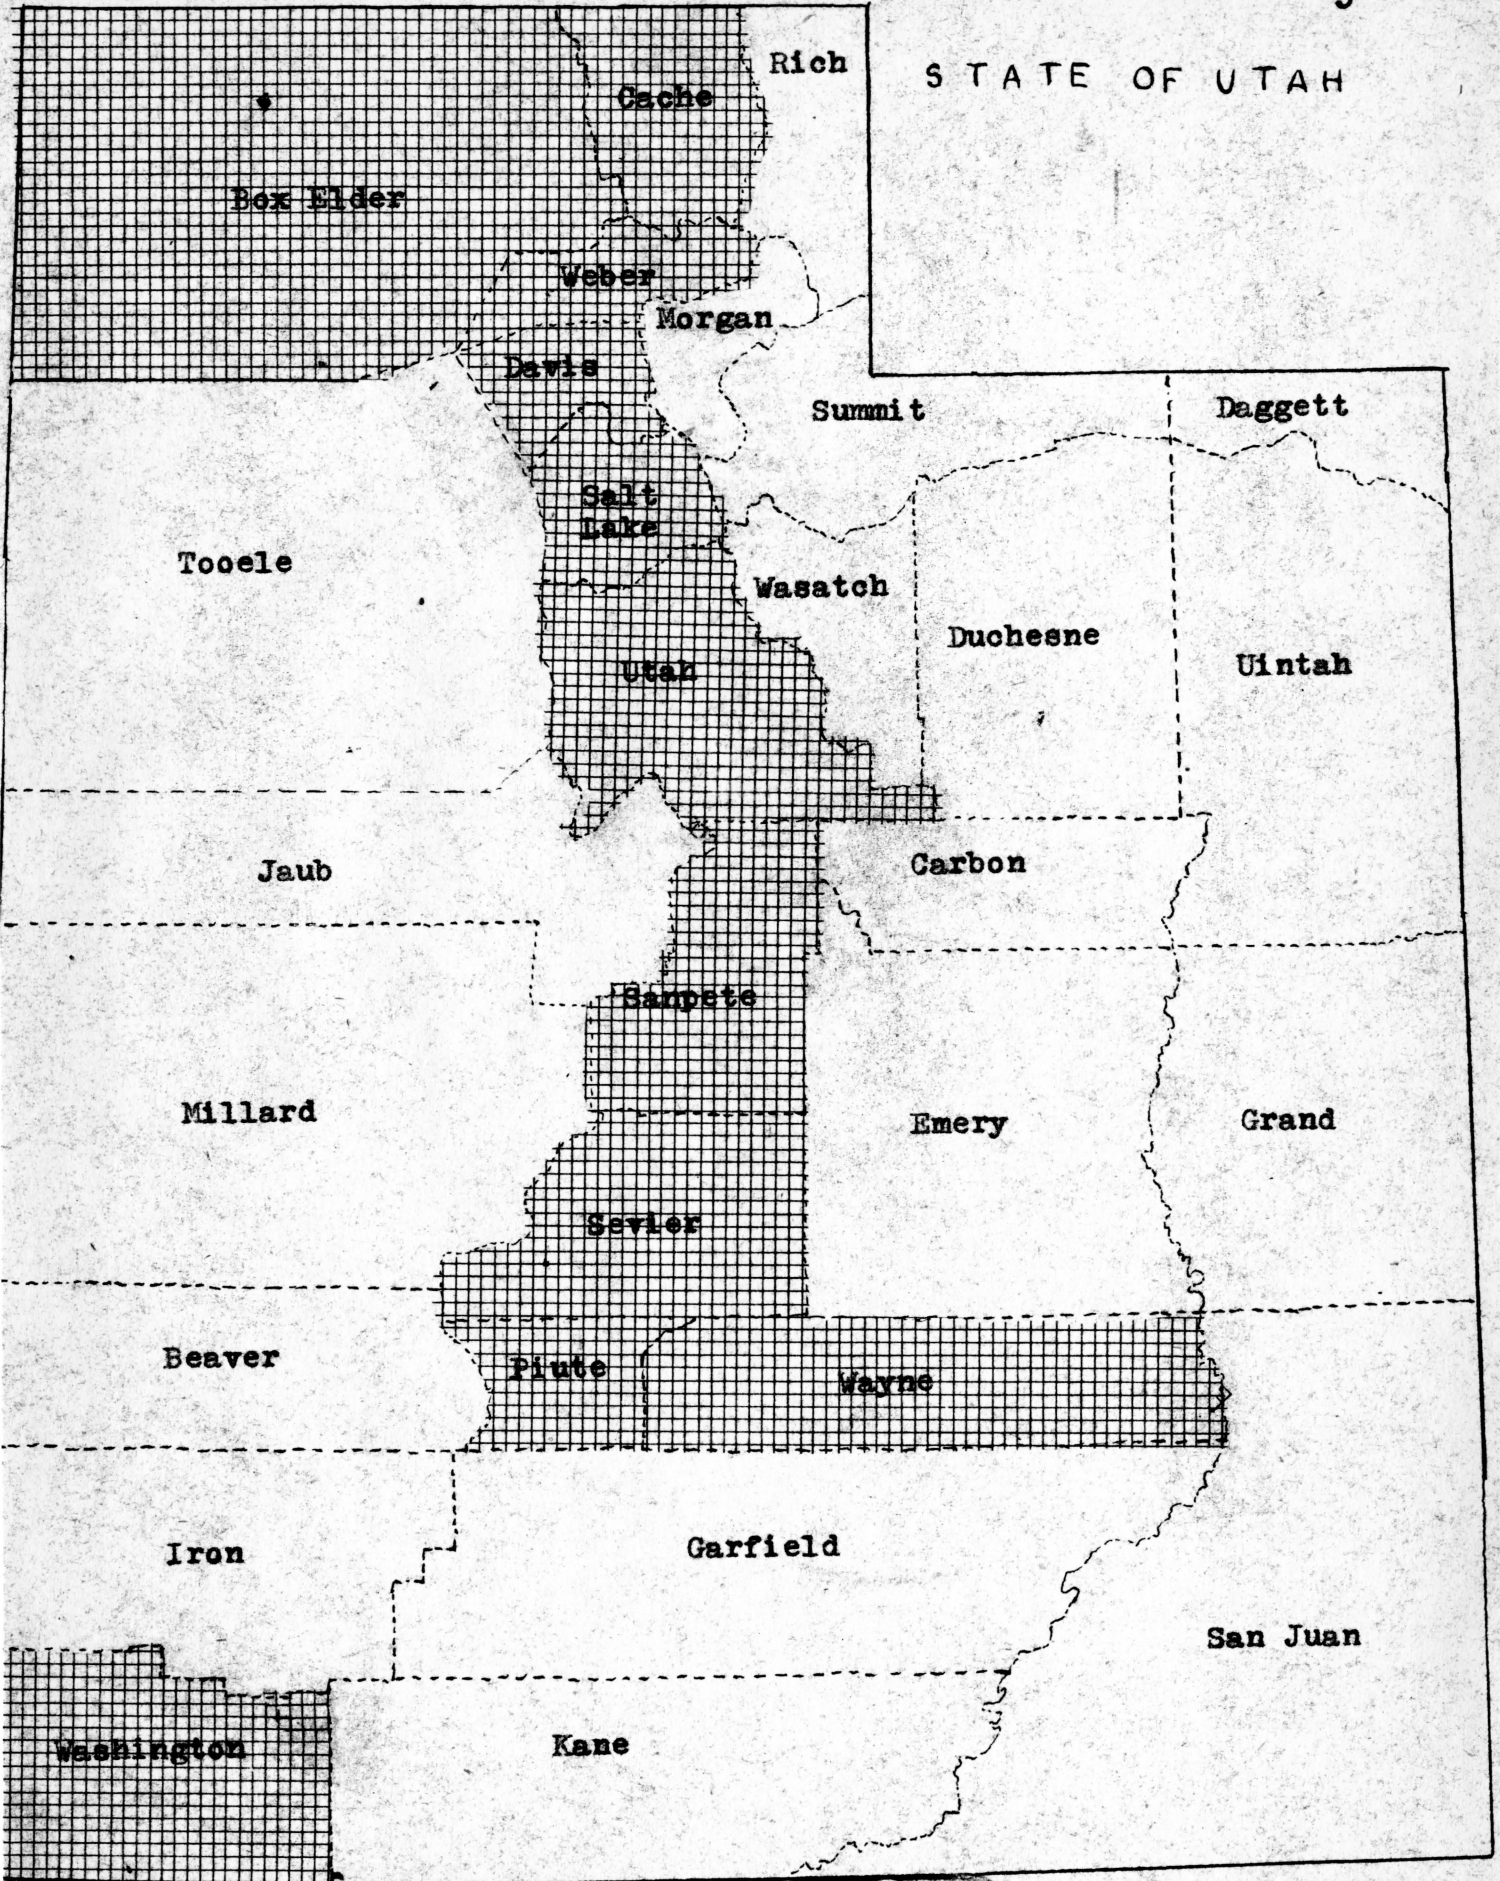 STATE OF UTAH
Rich
Cache
Box Elder
Weber
Morgan
Davis
Summit
Daggett
Salt
Lake
Tooele
Wasatch
Duchesne
Uintah
Utah
Carbon
Jaub
Sanpete
Millard
Emery
Grand
Sevier
Beaver
Piute
Wayne
Iron
Garfield
San Juan
Washington
Kane